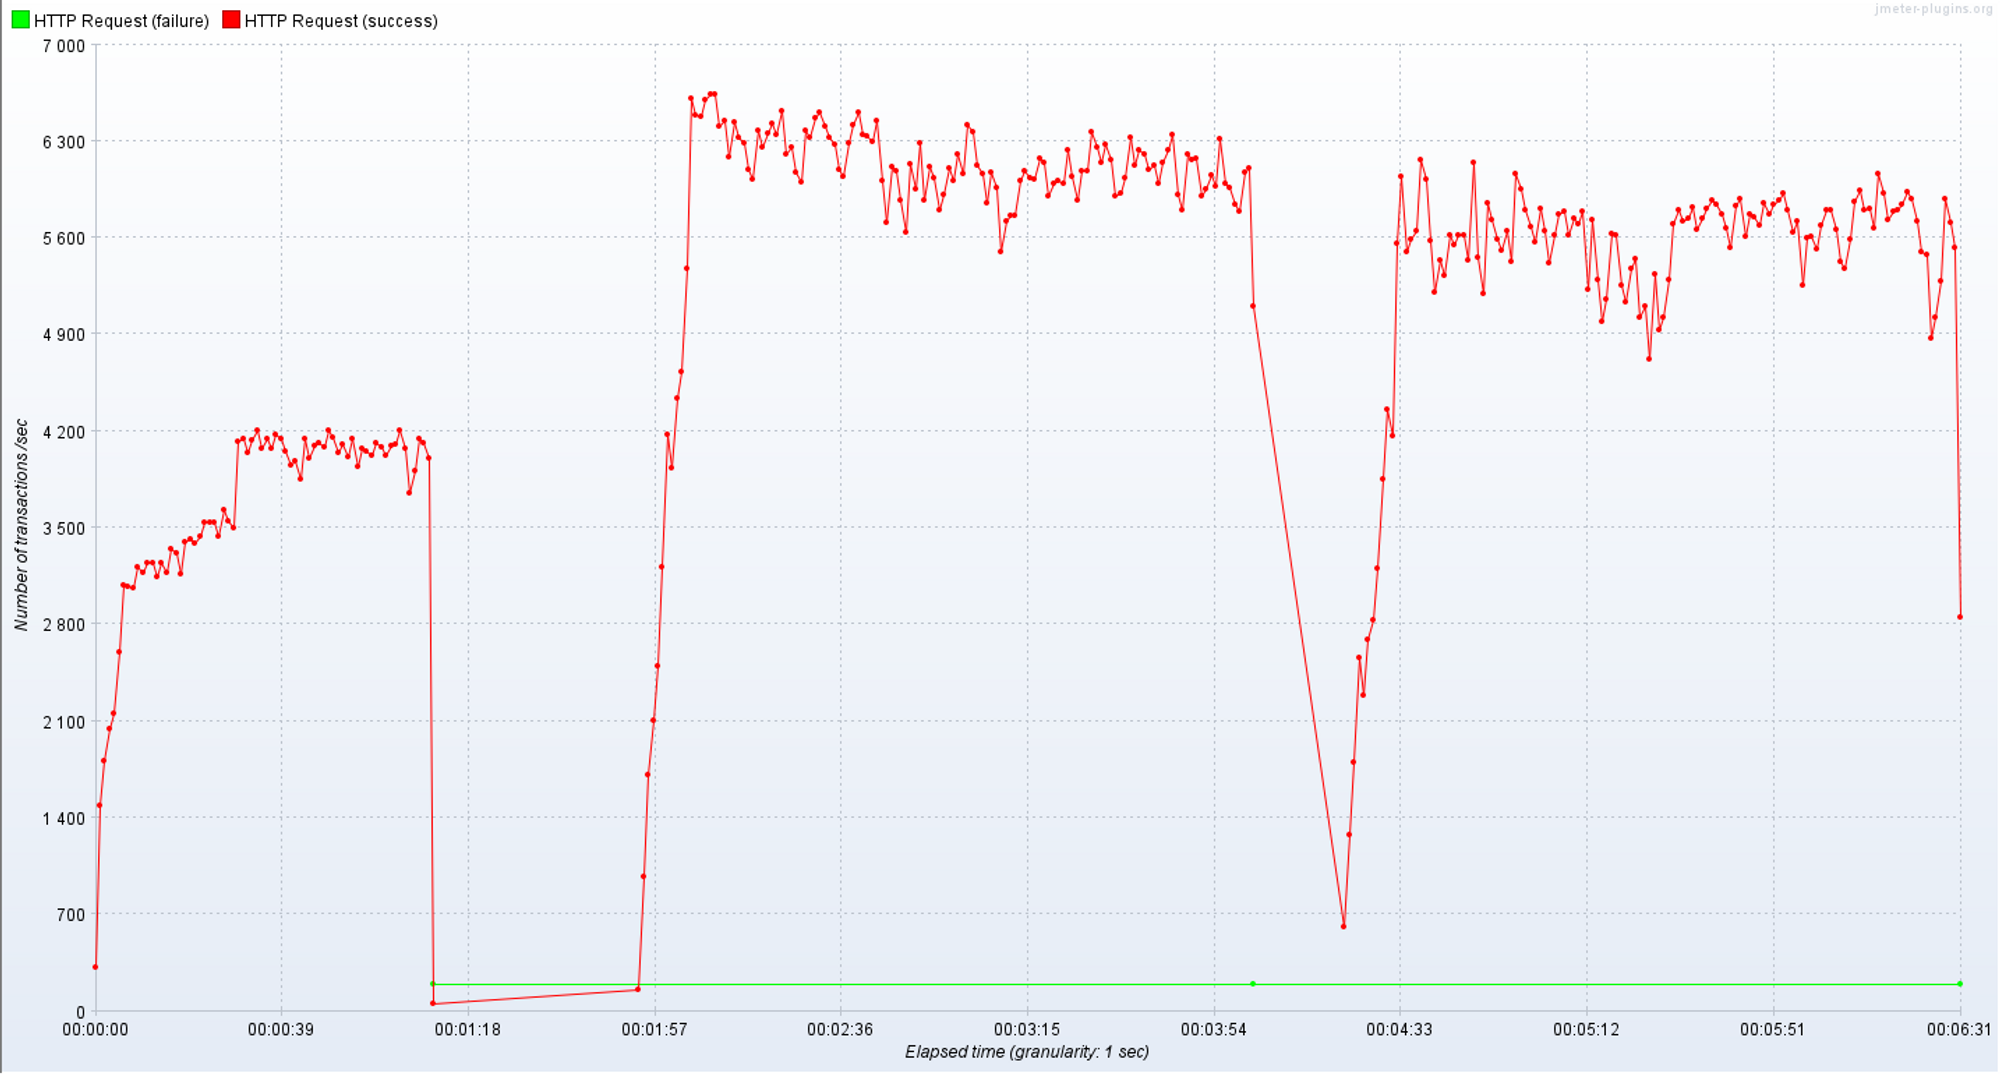 jmeter-plugins.org
HTTP Request (failure) HTTP Request (success)
7 000
6 300
5 600
4 900
4 200
3 500
2 800
2 100
1 400
700
0
Number of transactions /sec
00:00:00 00:00:39 00:01:18 00:01:57 00:02:36 00:03:15 00:03:54 00:04:33 00:05:12 00:05:51 00:06:31
Elapsed time (granularity: 1 sec)